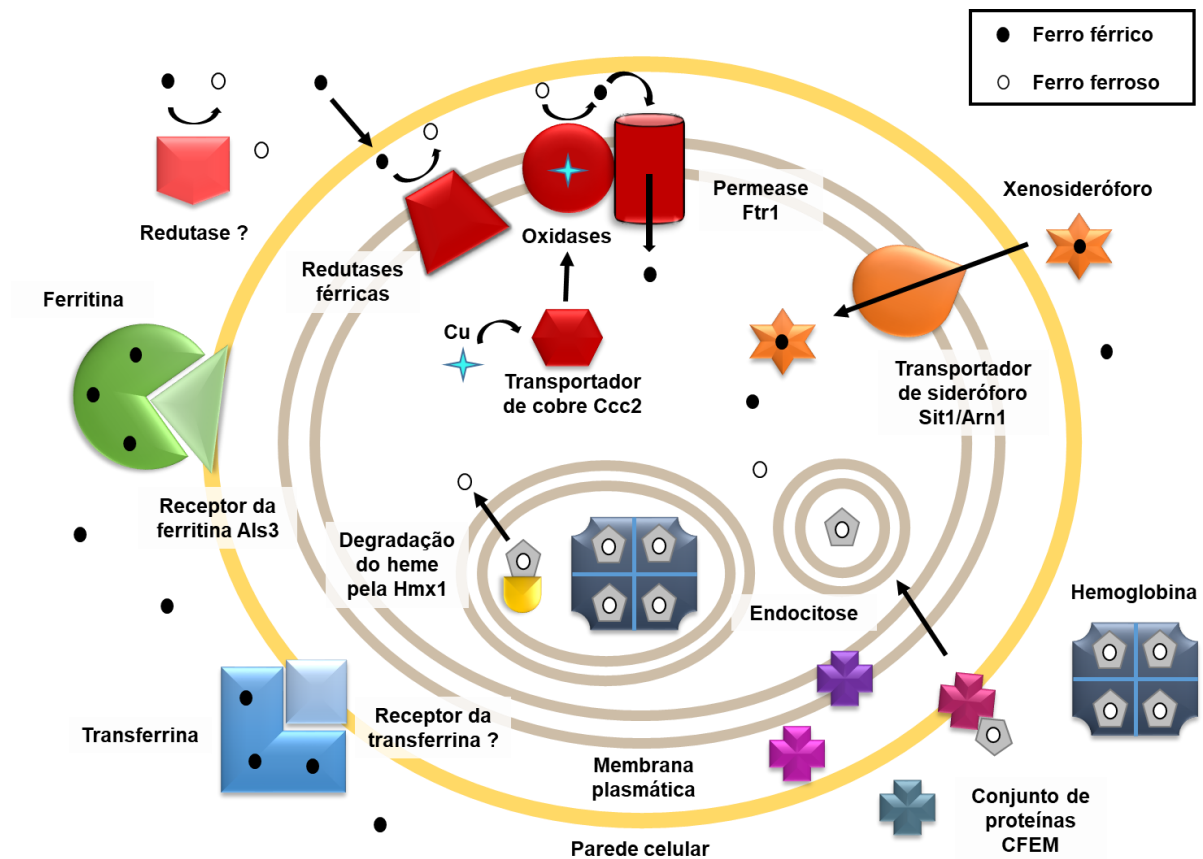 Ferro férrico
Ferro ferroso
Redutase ?
Redutases
férricas
Oxidases
Permease
Ftr1
Xenosideróforo
Ferritina
Cu
Transportador
de cobre Ccc2
Transportador
de sideróforo
Sit1/Arn1
Receptor da
ferritina Als3
Degradação
do heme
pela Hmx1
Endocitose
Hemoglobina
Transferrina
Receptor da
transferrina ?
Membrana
plasmática
Conjunto de
proteínas
CFEM
Parede celular